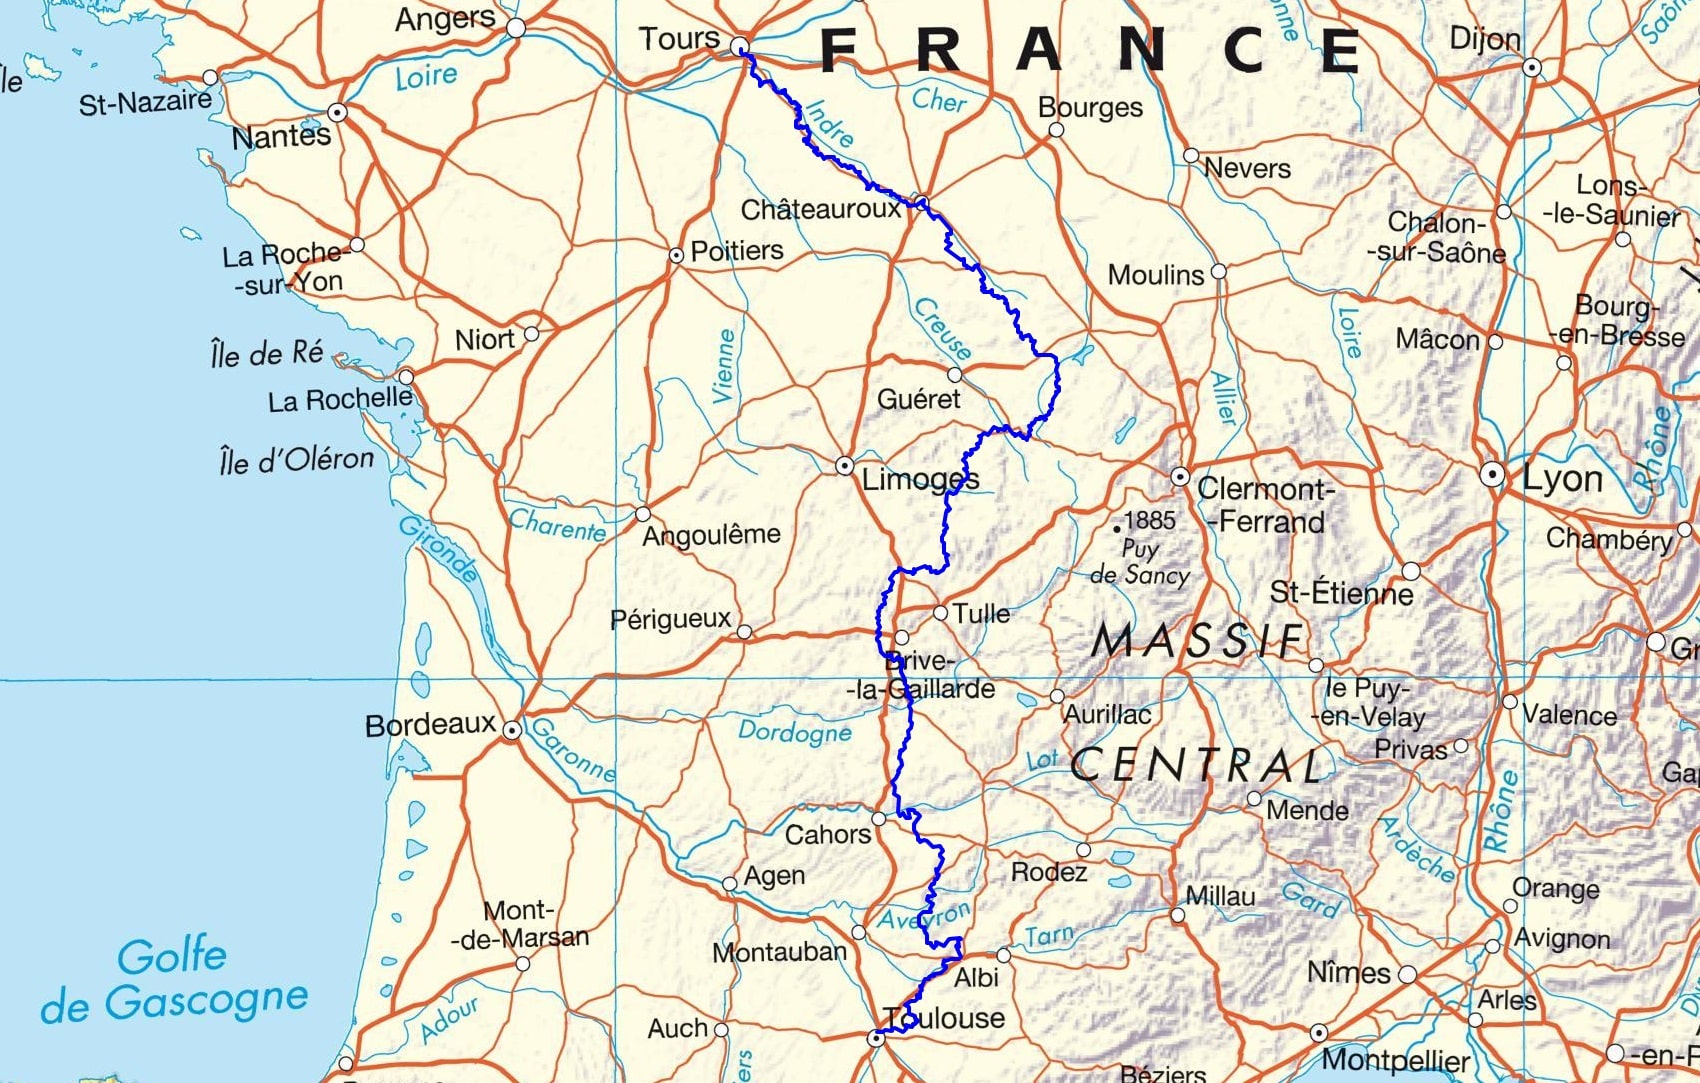 Angers
Tours
FRANCE
Dijon
Île
Loire
St-Nazaire
Nantes
Indre
Cher
Bourges
Nevers
Lons-
-le-Saunier
Châteauroux
Chalon-
-sur-Saône
La Roche-
-sur-Yon
Poitiers
Moulins
Creuse
Loire
Bourg-
-en-Bresse
Mâcon
Île de Ré
Niort
Vienne
La Rochelle
Guéret
Allier
Île d'Oléron
Limoges
Clermont-
-Ferrand
Lyon
Rhône
Gironde
Charente
Angoulême
1885
Puy
de Sancy
Chambéry
St-Étienne
Périgueux
Tulle
MASSIF
Brive-
-la-Gaillarde
le Puy-
-en-Velay
Aurillac
Valence
Bordeaux
Garonne
Dordogne
Lot
CENTRAL
Privas
Mende
Rhône
Cahors
Ardèche
Agen
Rodez
Millau
Gard
Orange
Mont-
-de-Marsan
Aveyron
Tarn
Avignon
Montauban
Albi
Nîmes
Golfe
de Gascogne
Adour
Auch
Toulouse
Arles
Montpellier
Béziers
-en-P